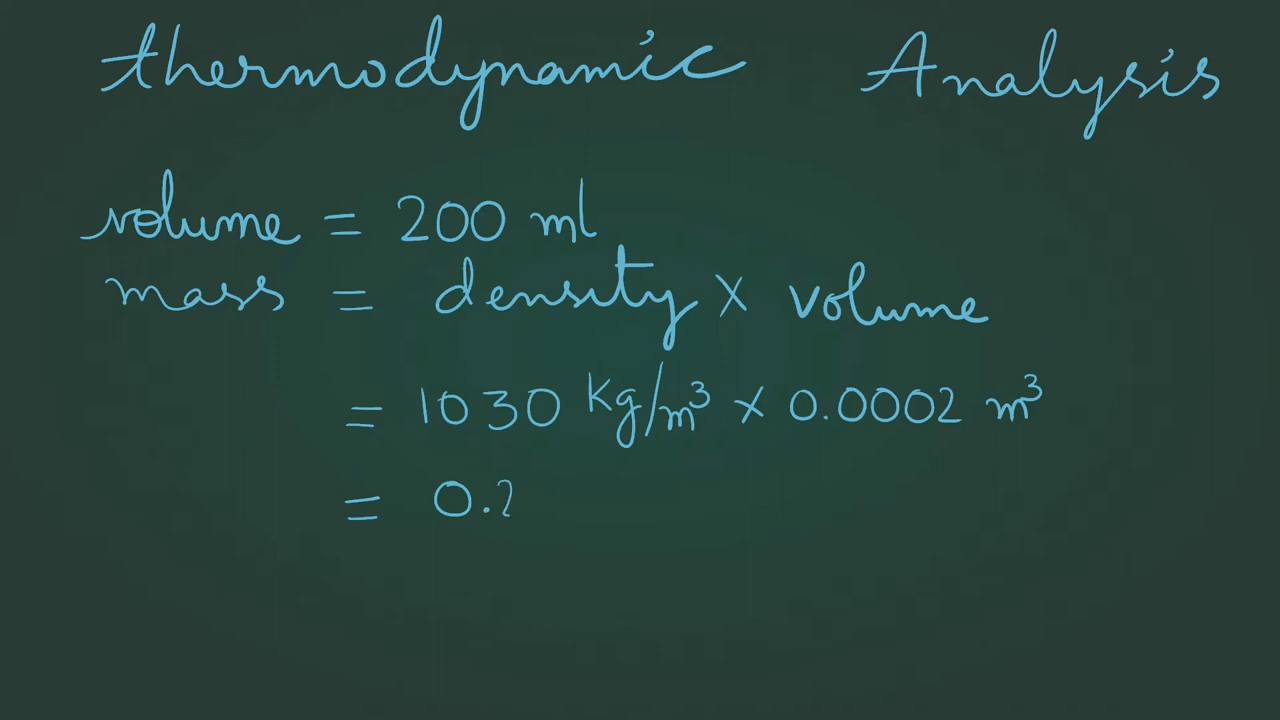 thermodynamic Analysis
volume = 200 ml
mass = density x volume
= 1030 kg/m³ x 0.0002 m³
= 0.2